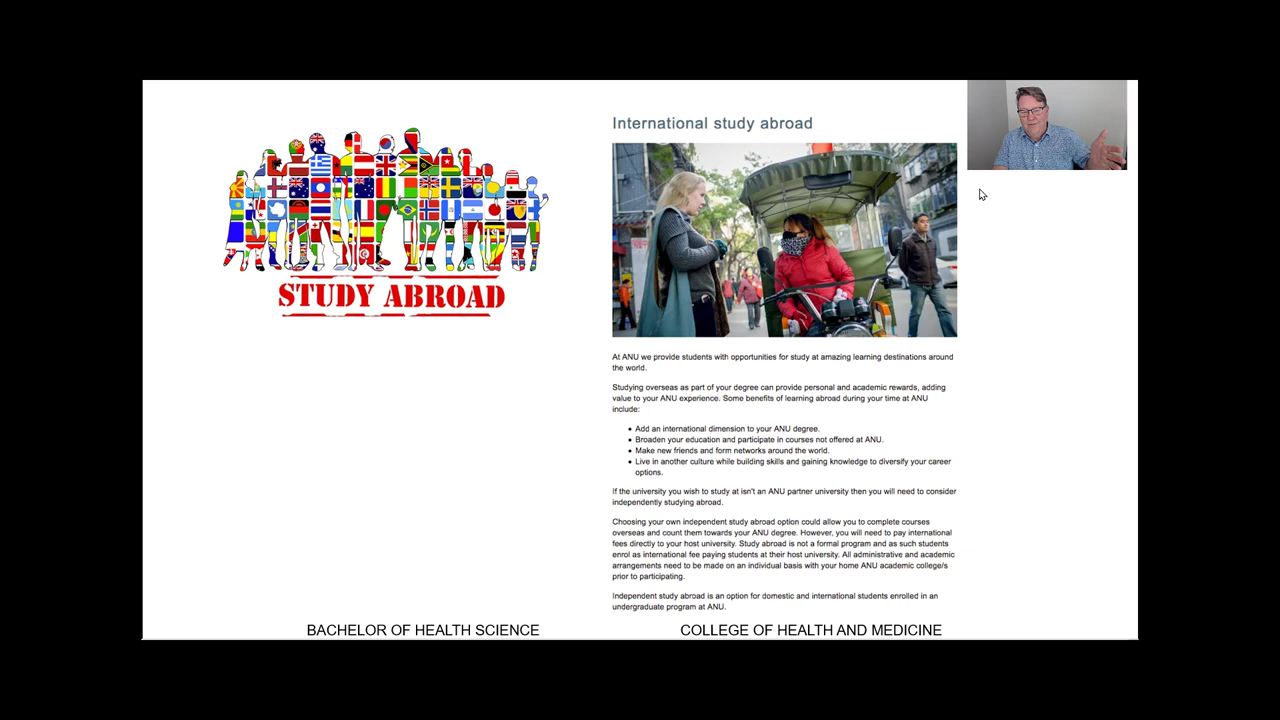 STUDY ABROAD
International study abroad
At ANU we provide students with opportunities for study at amazing learning destinations around
the world.
Studying overseas as part of your degree can provide personal and academic rewards, adding
value to your ANU experience. Some benefits of learning abroad during your time at ANU
include:
• Add an international dimension to your ANU degree.
• Broaden your education and participate in courses not offered at ANU.
• Make new friends and form networks around the world.
• Live in another culture while building skills and gaining knowledge to diversify your career
options.
If the university you wish to study at isn't an ANU partner university then you will need to consider
independently studying abroad.
Choosing your own independent study abroad option could allow you to complete courses
overseas and count them towards your ANU degree. However, you will need to pay international
fees directly to your host university. Study abroad is not a formal program and as such students
enrol as international fee paying students at their host university. All administrative and academic
arrangements need to be made on an individual basis with your home ANU academic college/s
prior to participating.
Independent study abroad is an option for domestic and international students enrolled in an
undergraduate program at ANU.
BACHELOR OF HEALTH SCIENCE
COLLEGE OF HEALTH AND MEDICINE